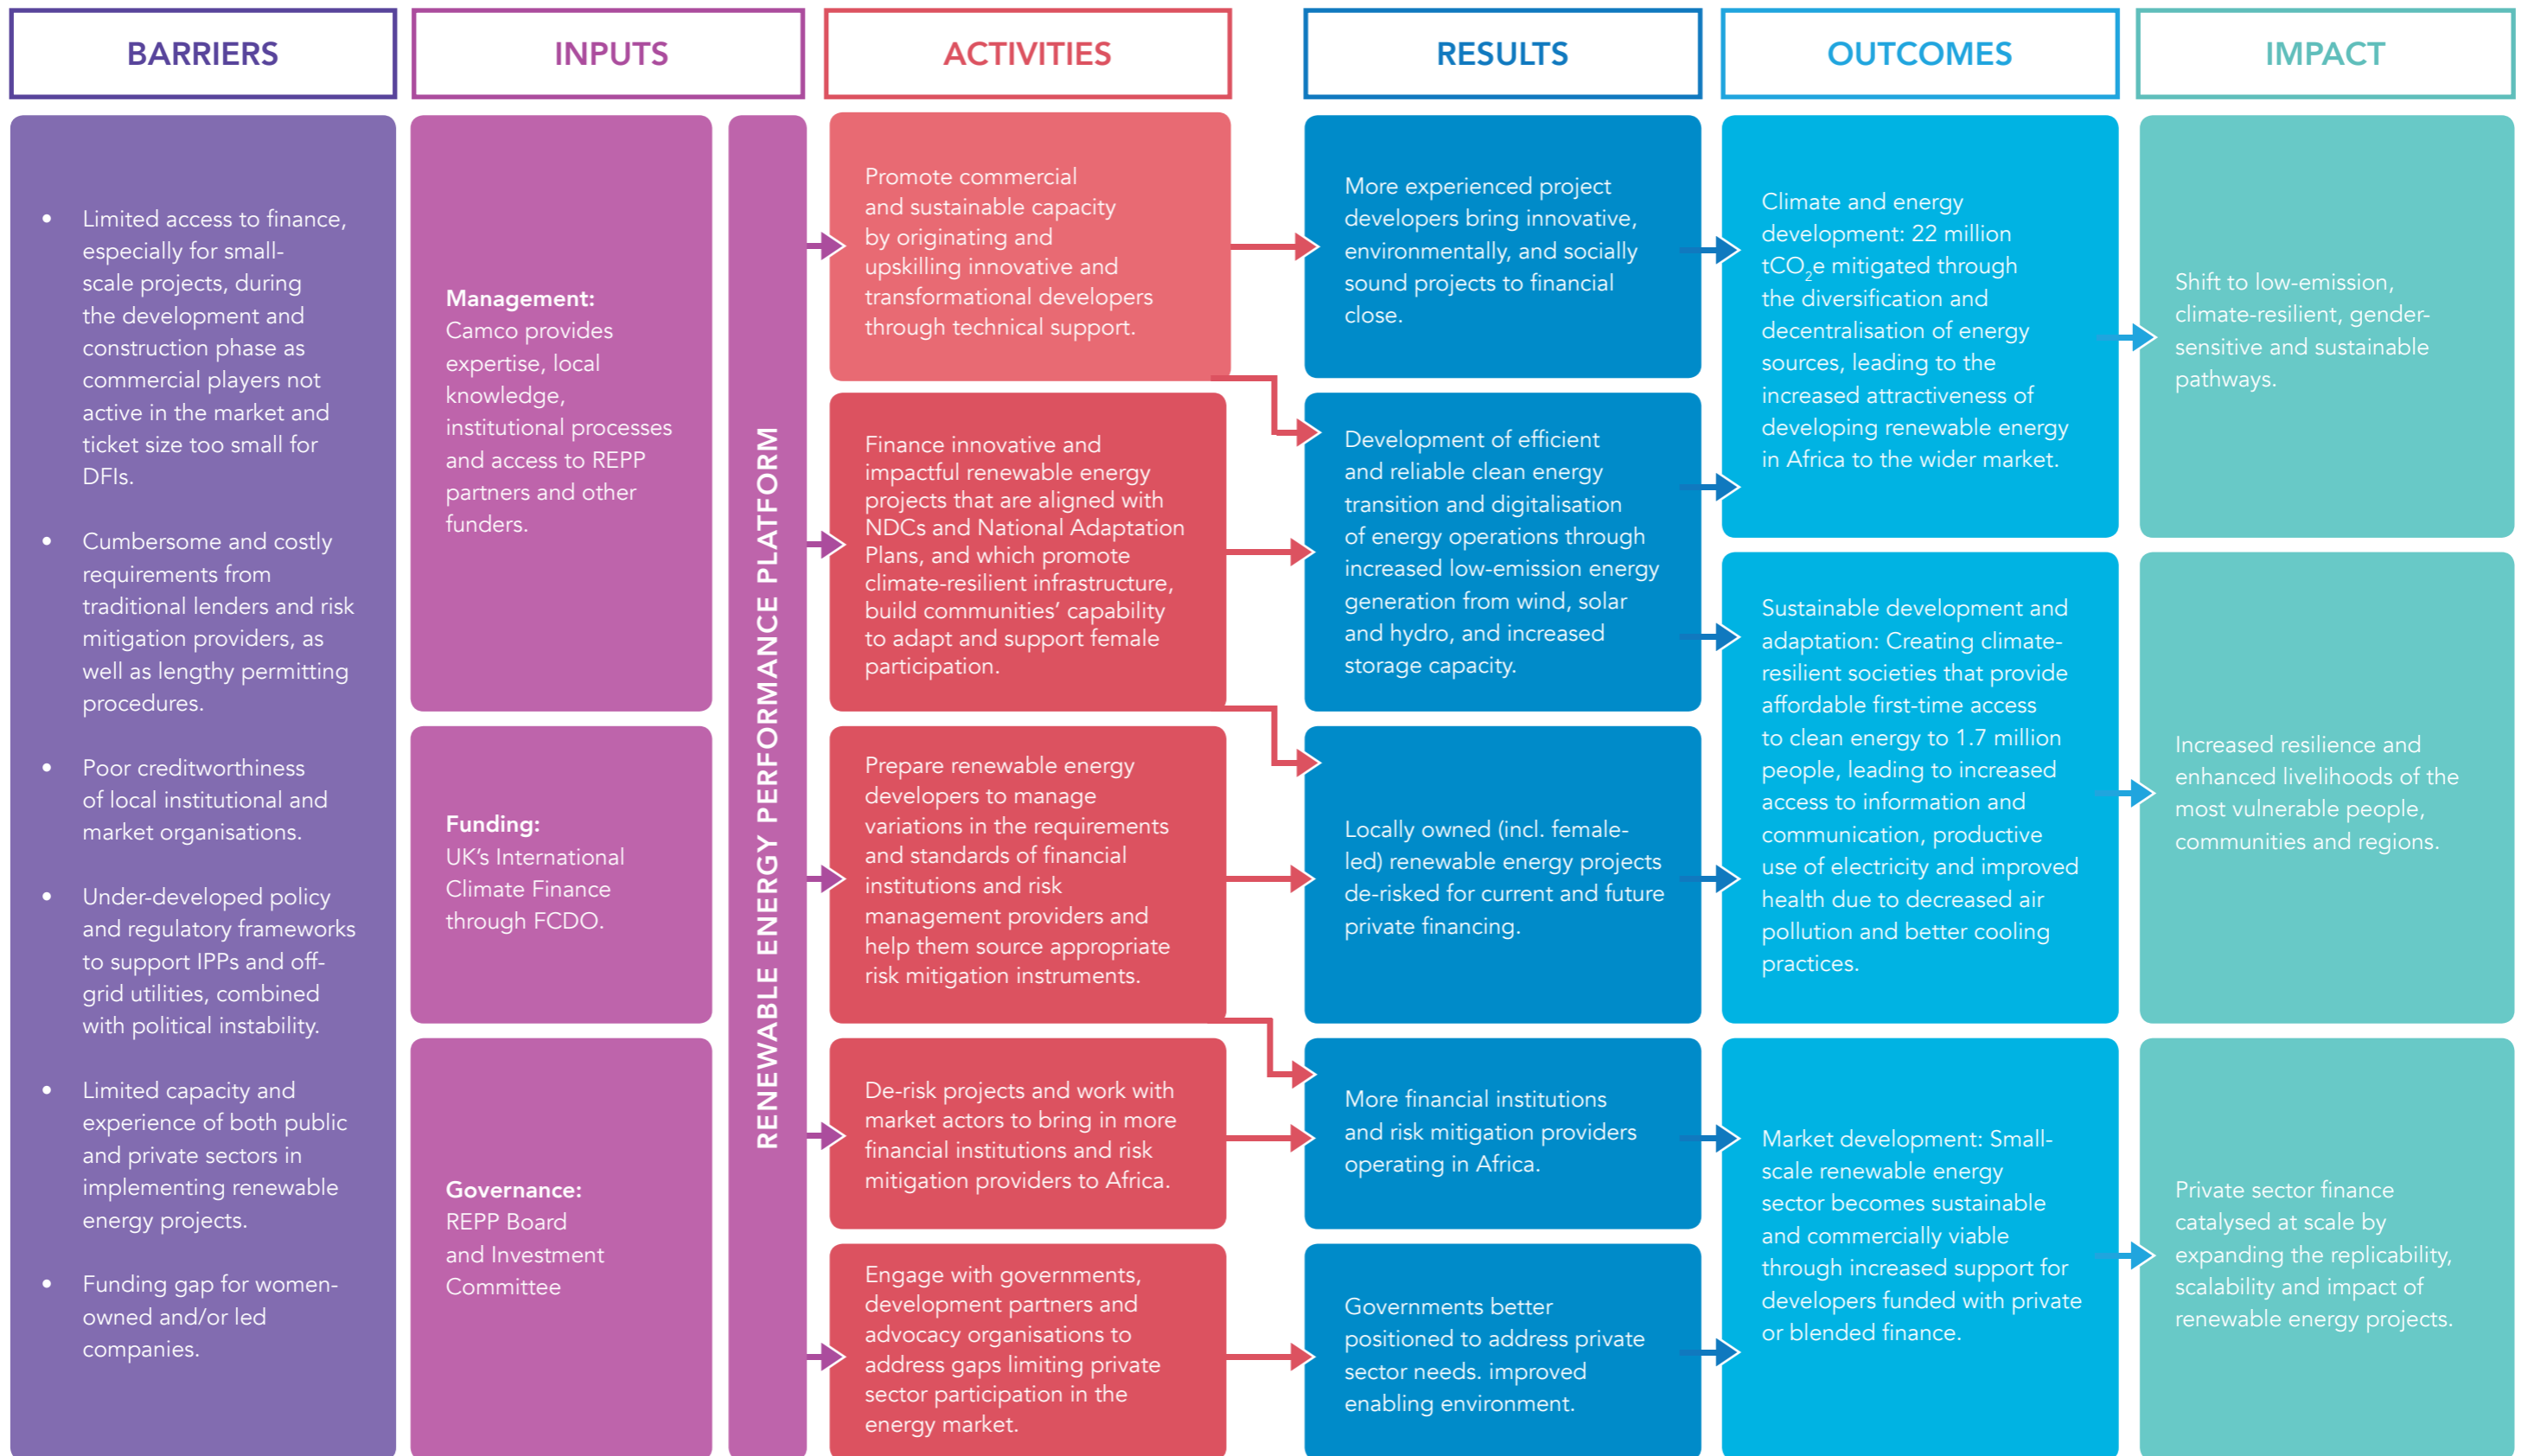 BARRIERS
INPUTS
ACTIVITIES
RESULTS
OUTCOMES
IMPACT
• Limited access to finance,
especially for small-
scale projects, during
the development and
construction phase as
commercial players not
active in the market and
ticket size too small for
DFIs.
• Cumbersome and costly
requirements from
traditional lenders and risk
mitigation providers, as
well as lengthy permitting
procedures.
• Poor creditworthiness
of local institutional and
market organisations.
• Under-developed policy
and regulatory frameworks
to support IPPs and off-
grid utilities, combined
with political instability.
• Limited capacity and
experience of both public
and private sectors in
implementing renewable
energy projects.
• Funding gap for women-
owned and/or led
companies.
Management:
Camco provides
expertise, local
knowledge,
institutional processes
and access to REPP
partners and other
funders.
Funding:
UK's International
Climate Finance
through FCDO.
Governance:
REPP Board
and Investment
Committee
RENEWABLE ENERGY PERFORMANCE PLATFORM
Promote commercial
and sustainable capacity
by originating and
upskilling innovative and
transformational developers
through technical support.
Finance innovative and
impactful renewable energy
projects that are aligned with
NDCs and National Adaptation
Plans, and which promote
climate-resilient infrastructure,
build communities' capability
to adapt and support female
participation.
Prepare renewable energy
developers to manage
variations in the requirements
and standards of financial
institutions and risk
management providers and
help them source appropriate
risk mitigation instruments.
De-risk projects and work with
market actors to bring in more
financial institutions and risk
mitigation providers to Africa.
Engage with governments,
development partners and
advocacy organisations to
address gaps limiting private
sector participation in the
energy market.
More experienced project
developers bring innovative,
environmentally, and socially
sound projects to financial
close.
Development of efficient
and reliable clean energy
transition and digitalisation
of energy operations through
increased low-emission energy
generation from wind, solar
and hydro, and increased
storage capacity.
Locally owned (incl. female-
led) renewable energy projects
de-risked for current and future
private financing.
More financial institutions
and risk mitigation providers
operating in Africa.
Governments better
positioned to address private
sector needs. improved
enabling environment.
Climate and energy
development: 22 million
tCO₂e mitigated through
the diversification and
decentralisation of energy
sources, leading to the
increased attractiveness of
developing renewable energy
in Africa to the wider market.
Sustainable development and
adaptation: Creating climate-
resilient societies that provide
affordable first-time access
to clean energy to 1.7 million
people, leading to increased
access to information and
communication, productive
use of electricity and improved
health due to decreased air
pollution and better cooling
practices.
Market development: Small-
scale renewable energy
sector becomes sustainable
and commercially viable
through increased support for
developers funded with private
or blended finance.
Shift to low-emission,
climate-resilient, gender-
sensitive and sustainable
pathways.
Increased resilience and
enhanced livelihoods of the
most vulnerable people,
communities and regions.
Private sector finance
catalysed at scale by
expanding the replicability,
scalability and impact of
renewable energy projects.